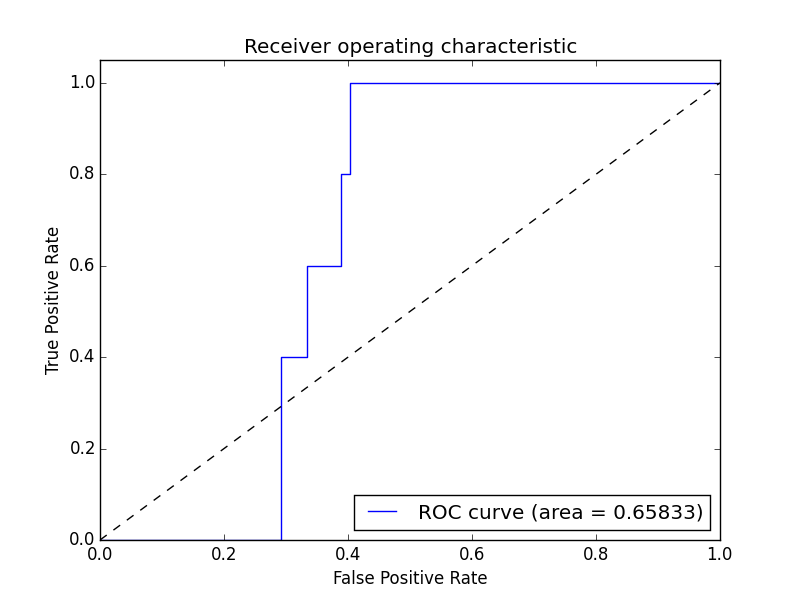 Receiver operating characteristic
1.0
0.8
0.6
0.4
0.2
0.0
True Positive Rate
ROC curve (area = 0.65833)
0.0 0.2 0.4 0.6 0.8 1.0
False Positive Rate